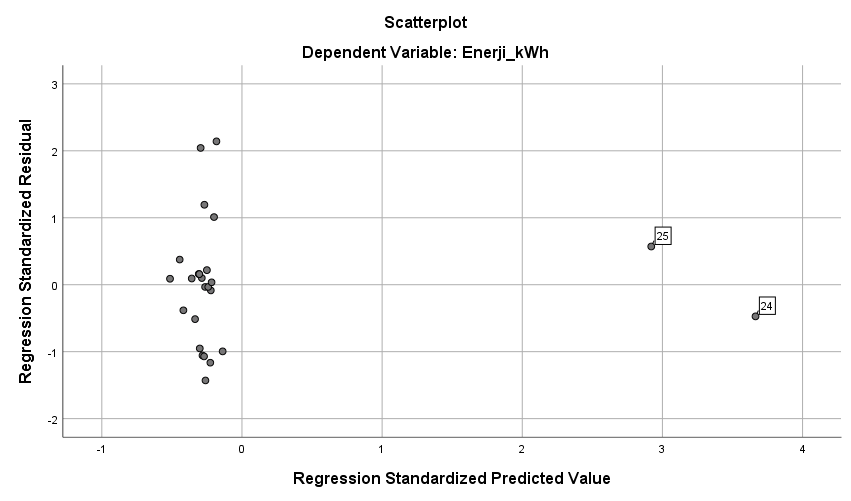 Scatterplot
Dependent Variable: Enerji_kWh
Regression Standardized Residual
3
2
1
0
-1
-2
25
24
-1 0 1 2 3 4
Regression Standardized Predicted Value